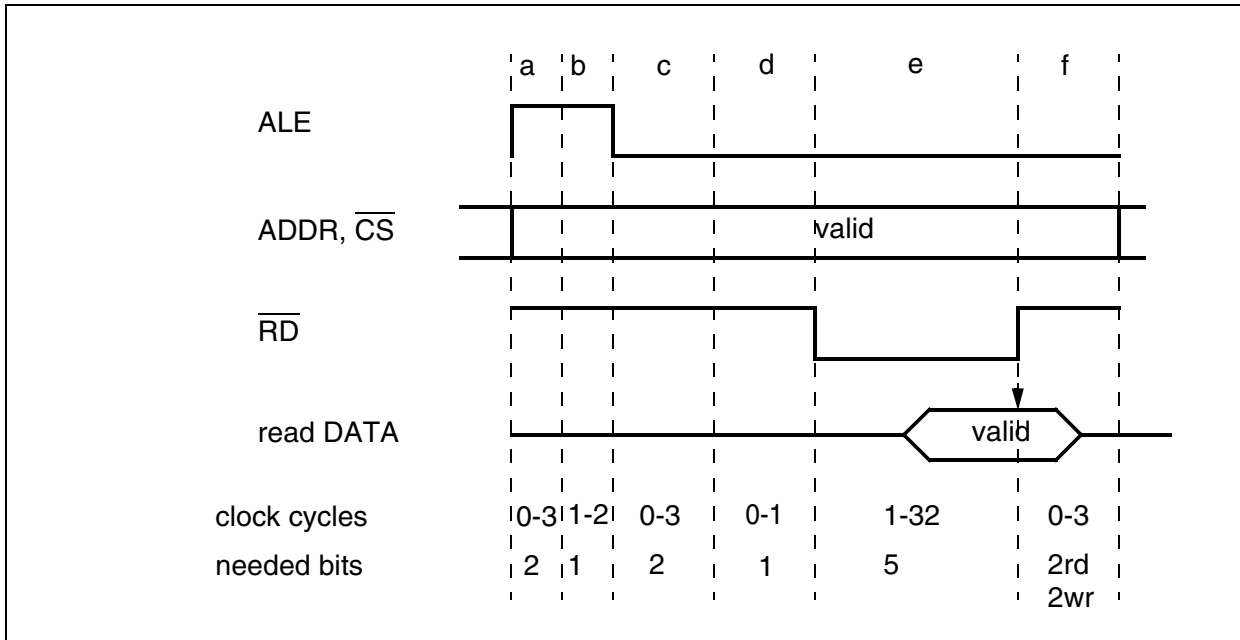 a b c d e f
ALE
ADDR, CS valid
RD
read DATA valid
clock cycles 0-3 1-2 0-3 0-1 1-32 0-3
needed bits 2 1 2 1 5 2rd
2wr